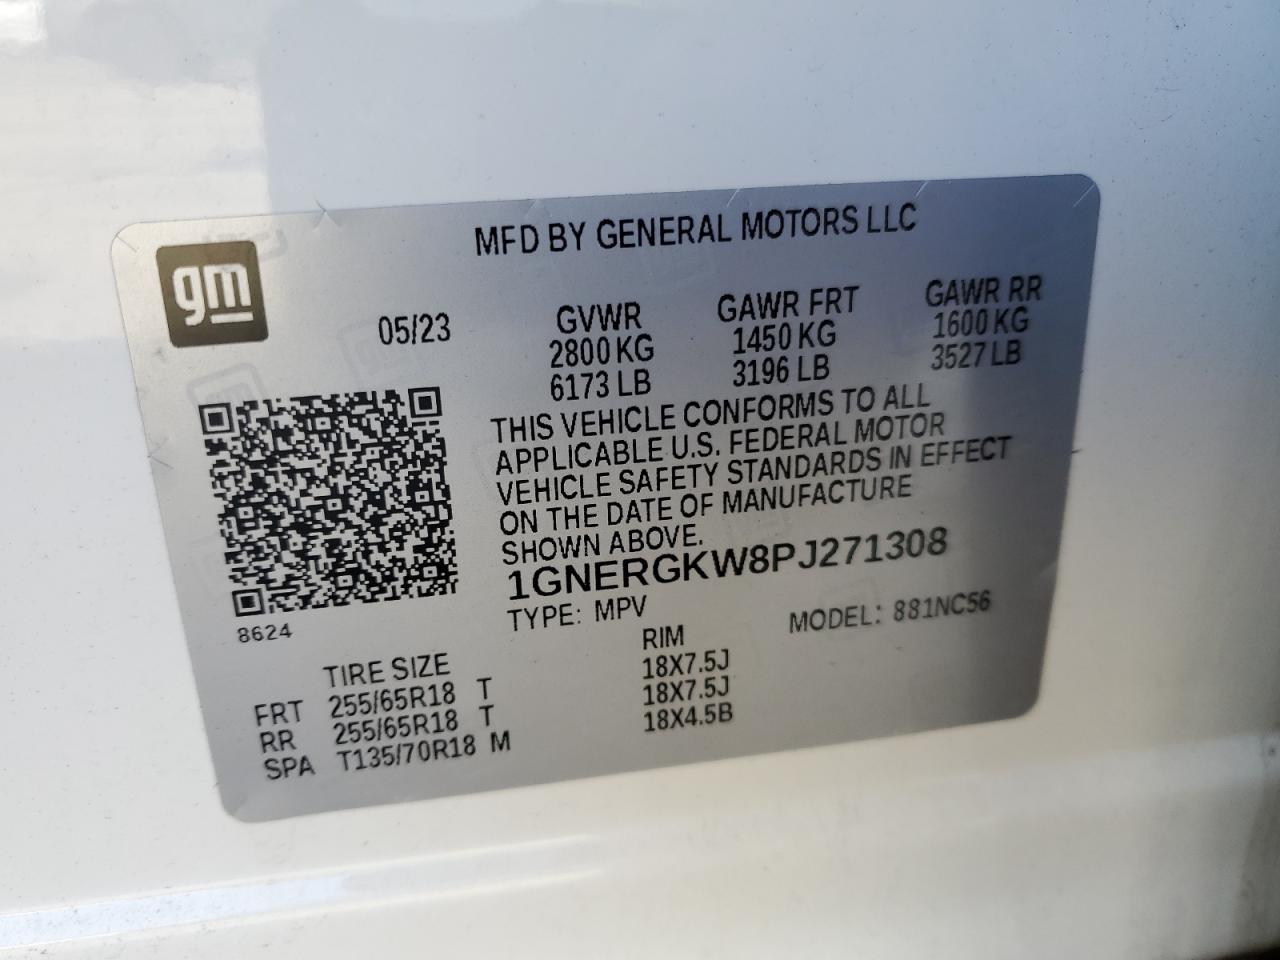 MFD BY GENERAL MOTORS LLC
gm
05/23
GVWR GAWR FRT GAWR RR
2800 KG 1450 KG 1600 KG
6173 LB 3196 LB 3527 LB
THIS VEHICLE CONFORMS TO ALL
APPLICABLE U.S. FEDERAL MOTOR
VEHICLE SAFETY STANDARDS IN EFFECT
ON THE DATE OF MANUFACTURE
SHOWN ABOVE.
1GNERGKW8PJ271308
TYPE: MPV MODEL: 881NC56
8624
TIRE SIZE RIM
FRT 255/65R18 T 18X7.5J
RR 255/65R18 T 18X7.5J
SPA T135/70R18 M 18X4.5B